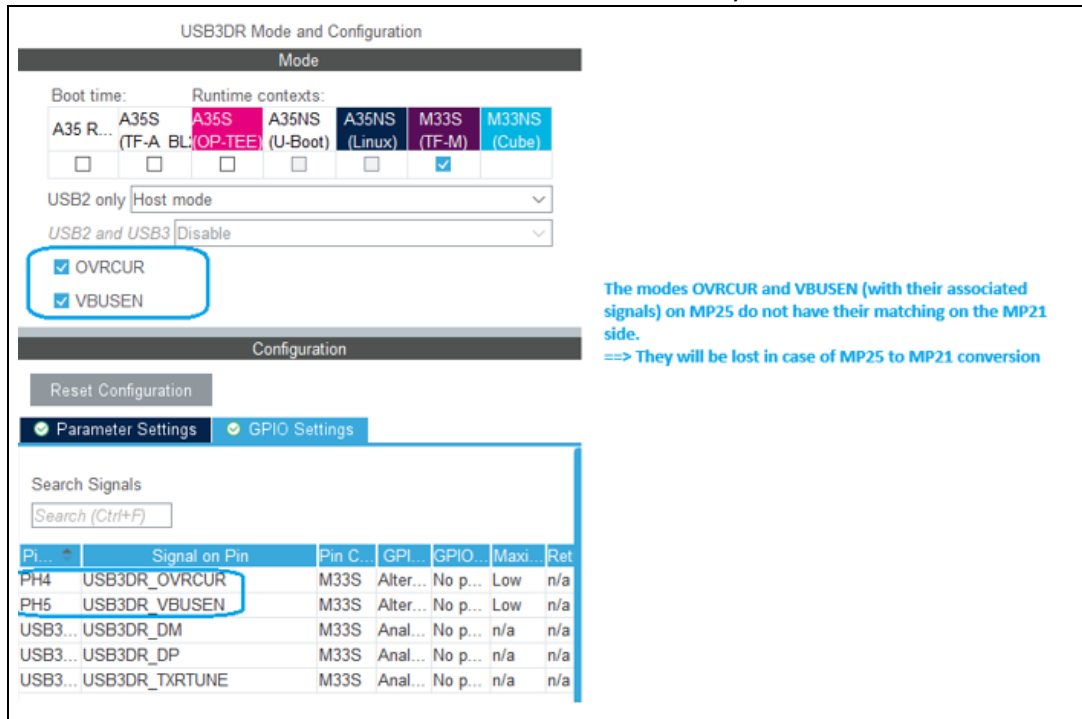 USB3DR Mode and Configuration
Mode
Boot time: Runtime contexts:
A35 R... A35S (TF-A BL2 A35S (OP-TEE) A35NS (U-Boot) A35NS (Linux) M33S (TF-M) M33NS (Cube)
USB2 only Host mode
USB2 and USB3 Disable
OVRCUR
VBUSEN
The modes OVRCUR and VBUSEN (with their associated
signals) on MP25 do not have their matching on the MP21
side.
==> They will be lost in case of MP25 to MP21 conversion
Configuration
Reset Configuration
Parameter Settings GPIO Settings
Search Signals
Search (Ctrl+F)
Pi... Signal on Pin Pin C... GPI... GPIO... Maxi... Ret
PH4 USB3DR_OVRCUR M33S Alter... No p... Low n/a
PH5 USB3DR_VBUSEN M33S Alter... No p... Low n/a
USB3... USB3DR_DM M33S Anal... No p... n/a n/a
USB3... USB3DR_DP M33S Anal... No p... n/a n/a
USB3... USB3DR_TXRTUNE M33S Anal... No p... n/a n/a